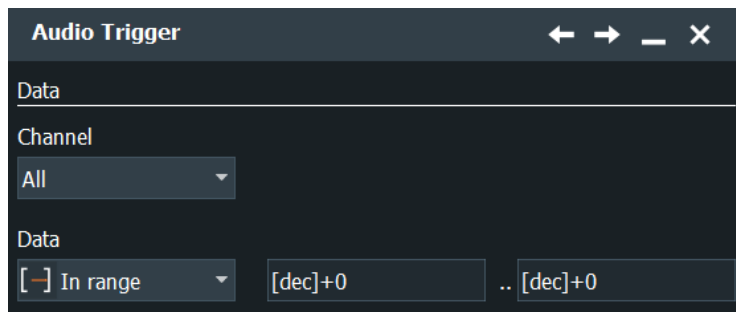 Audio Trigger
Data
Channel
All
Data
In range [dec]+0 .. [dec]+0